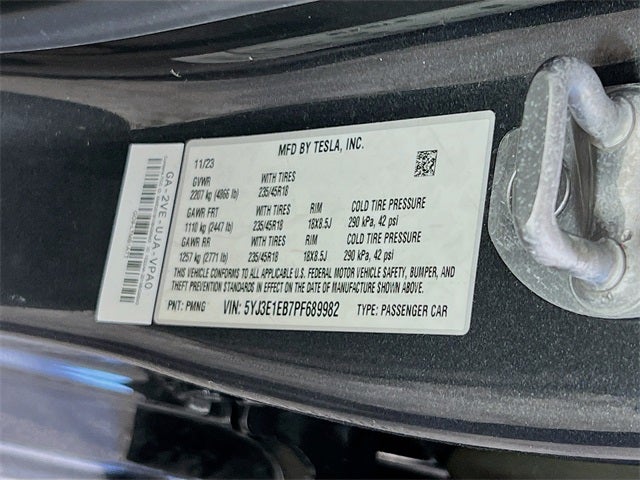 MFD BY TESLA, INC.
11/23
GVWR WITH TIRES
2207 kg (4866 lb) 235/45R18
GAWR FRT WITH TIRES RIM COLD TIRE PRESSURE
1110 kg (2447 lb) 235/45R18 18X8.5J 290 kPa, 42 psi
GAWR RR WITH TIRES RIM COLD TIRE PRESSURE
1257 kg (2771 lb) 235/45R18 18X8.5J 290 kPa, 42 psi
THIS VEHICLE CONFORMS TO ALL APPLICABLE U.S. FEDERAL MOTOR VEHICLE SAFETY, BUMPER, AND
THEFT PREVENTION STANDARDS IN EFFECT ON THE DATE OF MANUFACTURE SHOWN ABOVE.
PNT: PMNG VIN: 5YJ3E1EB7PF689982 TYPE: PASSENGER CAR
GA-2VE-UJA-VPA0